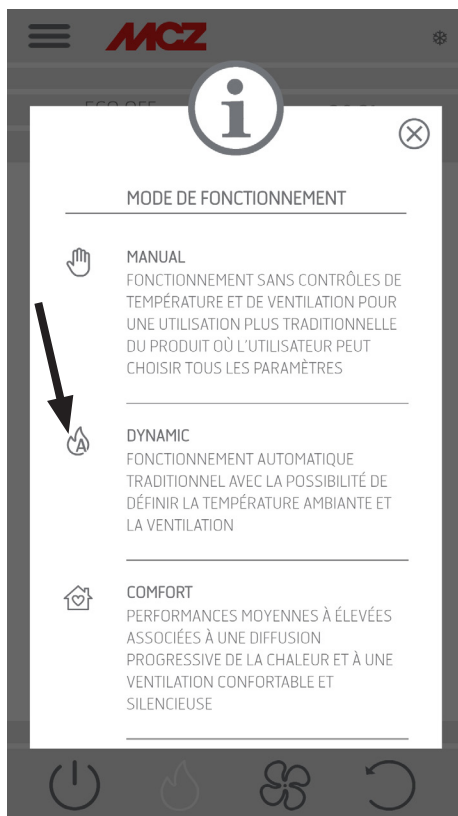 MCZ
i
MODE DE FONCTIONNEMENT
MANUAL
FONCTIONNEMENT SANS CONTRÔLES DE
TEMPÉRATURE ET DE VENTILATION POUR
UNE UTILISATION PLUS TRADITIONNELLE
DU PRODUIT OÙ L'UTILISATEUR PEUT
CHOISIR TOUS LES PARAMÈTRES
A
DYNAMIC
FONCTIONNEMENT AUTOMATIQUE
TRADITIONNEL AVEC LA POSSIBILITÉ DE
DÉFINIR LA TEMPÉRATURE AMBIANTE ET
LA VENTILATION
COMFORT
PERFORMANCES MOYENNES À ÉLEVÉES
ASSOCIÉES À UNE DIFFUSION
PROGRESSIVE DE LA CHALEUR ET À UNE
VENTILATION CONFORTABLE ET
SILENCIEUSE